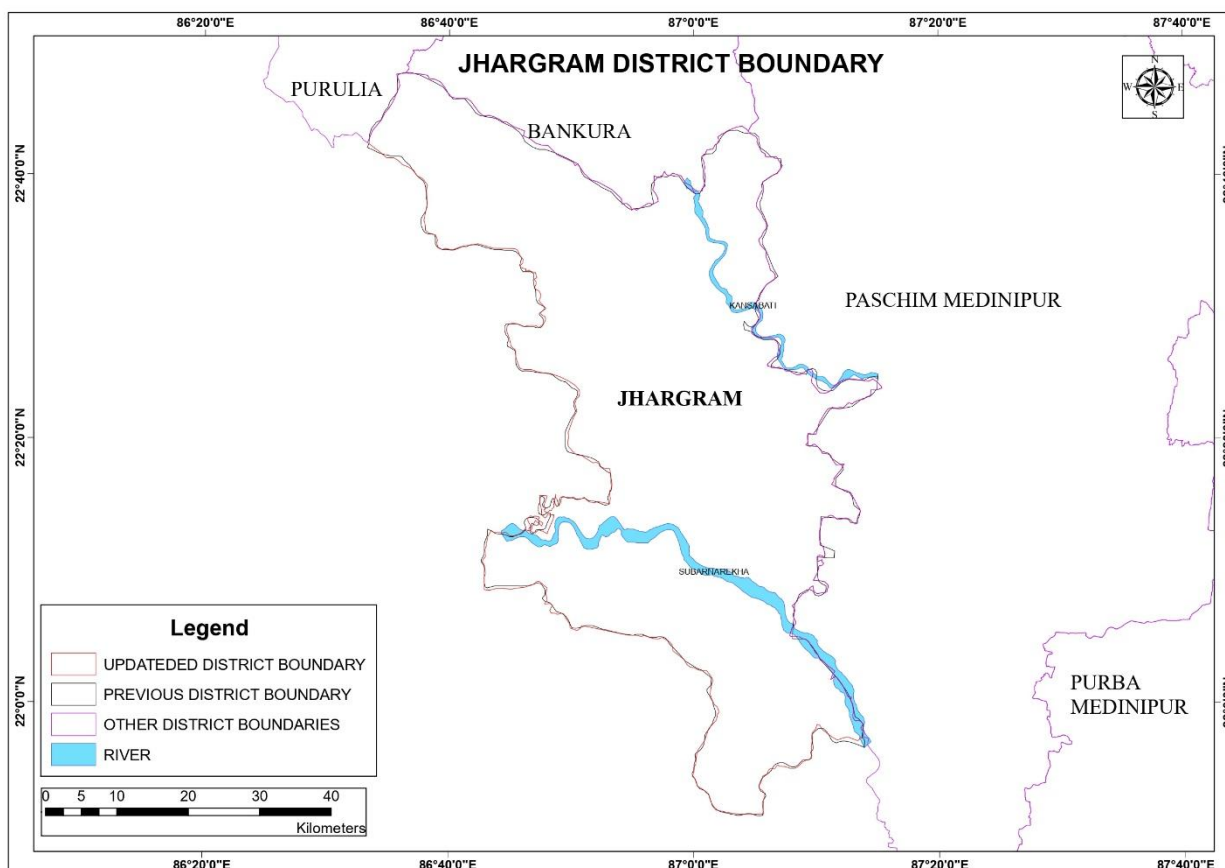 86°20'0"E 86°40'0"E 87°0'0"E 87°20'0"E 87°40'0"E
JHARGRAM DISTRICT BOUNDARY
N
W E
S
PURULIA
BANKURA
22°40'0"N
KANSABATI
PASCHIM MEDINIPUR
JHARGRAM
22°20'0"N
SUBARNAREKHA
Legend
UPDATEDED DISTRICT BOUNDARY
PREVIOUS DISTRICT BOUNDARY
OTHER DISTRICT BOUNDARIES
RIVER
PURBA
MEDINIPUR
22°0'0"N
0 5 10 20 30 40
Kilometers
86°20'0"E 86°40'0"E 87°0'0"E 87°20'0"E 87°40'0"E